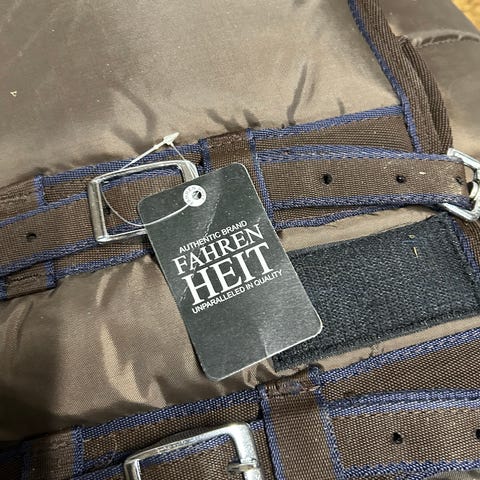 AUTHENTIC BRAND
FAHREN
HEIT
UNPARALLELED IN QUALITY